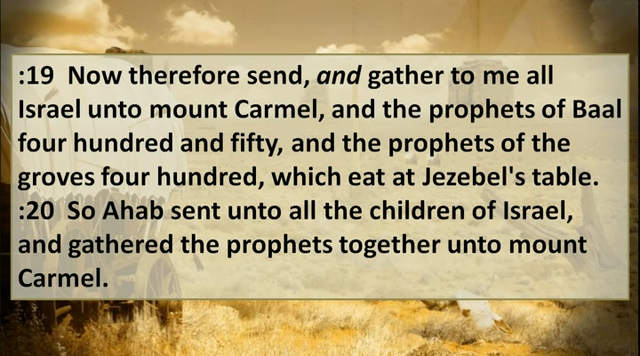 :19 Now therefore send, and gather to me all
Israel unto mount Carmel, and the prophets of Baal
four hundred and fifty, and the prophets of the
groves four hundred, which eat at Jezebel's table.
:20 So Ahab sent unto all the children of Israel,
and gathered the prophets together unto mount
Carmel.